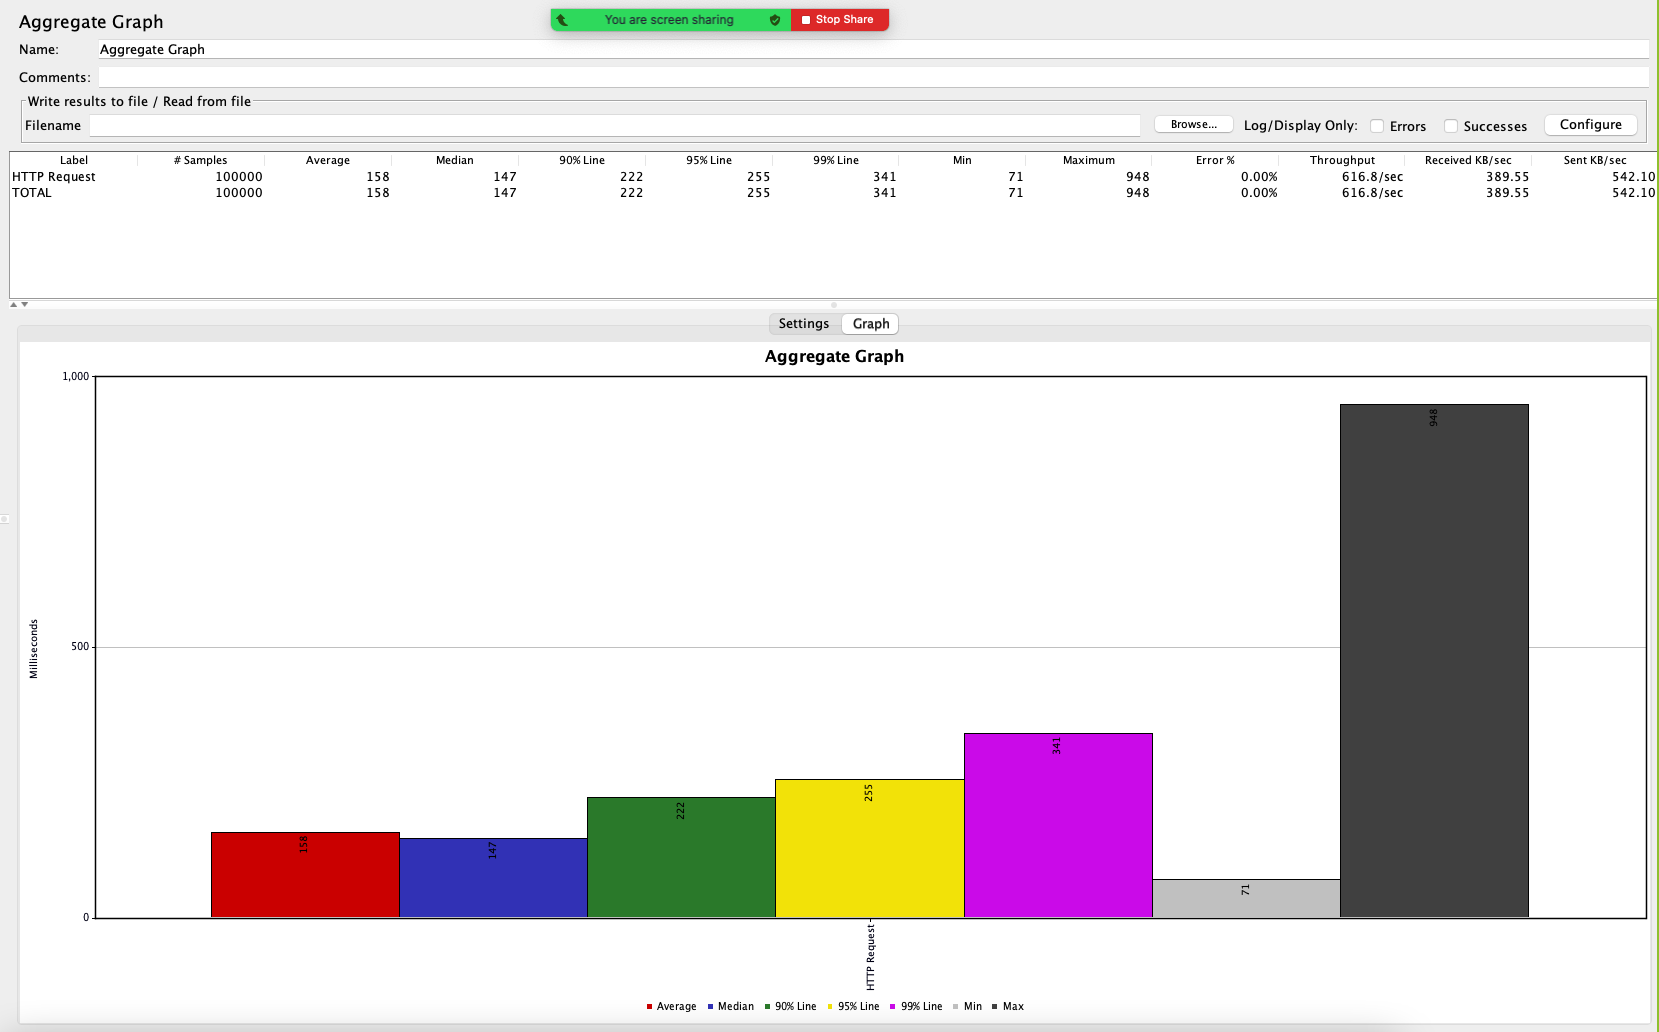 Aggregate Graph
You are screen sharing
Stop Share
Name: Aggregate Graph
Comments:
Write results to file / Read from file
Filename Browse... Log/Display Only: Errors Successes Configure
Label # Samples Average Median 90% Line 95% Line 99% Line Min Maximum Error % Throughput Received KB/sec Sent KB/sec
HTTP Request 100000 158 147 222 255 341 71 948 0.00% 616.8/sec 389.55 542.10
TOTAL 100000 158 147 222 255 341 71 948 0.00% 616.8/sec 389.55 542.10
Settings Graph
Aggregate Graph
1,000
500
0
Milliseconds
158
147
222
255
341
71
948
HTTP Request
Average Median 90% Line 95% Line 99% Line Min Max